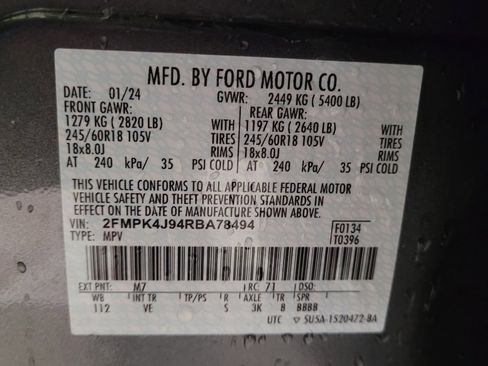 MFD. BY FORD MOTOR CO.
DATE: 01/24 GVWR: 2449 KG ( 5400 LB)
FRONT GAWR: REAR GAWR:
1279 KG ( 2820 LB) WITH 1197 KG ( 2640 LB) WITH
245/60R18 105V TIRES 245/60R18 105V TIRES
18x8.0J RIMS 18x8.0J RIMS
AT 240 kPa/ 35 PSI COLD AT 240 kPa/ 35 PSI COLD
THIS VEHICLE CONFORMS TO ALL APPLICABLE FEDERAL MOTOR
VEHICLE SAFETY AND THEFT PREVENTION STANDARDS IN
EFFECT ON THE DATE OF MANUFACTURE SHOWN ABOVE.
VIN: 2FMPK4J94RBA78494 F0134
TYPE: MPV T0396
EXT PNT: M7 RC: 71 DSO:
WB INT TR TP/PS R AXLE TR SPR
112 VE S 3K B BBBB
UTC ▽ 5U5A-1520472-BA